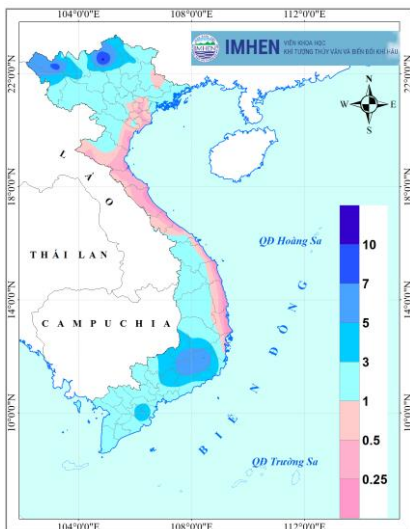 104°0'0"E 108°0'0"E 112°0'0"E
IMHEN
VIỆN KHOA HỌC
KHÍ TƯỢNG THỦY VĂN VÀ BIẾN ĐỔI KHÍ HẬU
22°0'0"N
N
W E
S
LÀO
18°0'0"N
QĐ Hoàng Sa
THÁI LAN
14°0'0"N
CAMPUCHIA
BIỂN ĐÔNG
10°0'0"N
QĐ Trường Sa
10
7
5
3
1
0.5
0.25
104°0'0"E 108°0'0"E 112°0'0"E